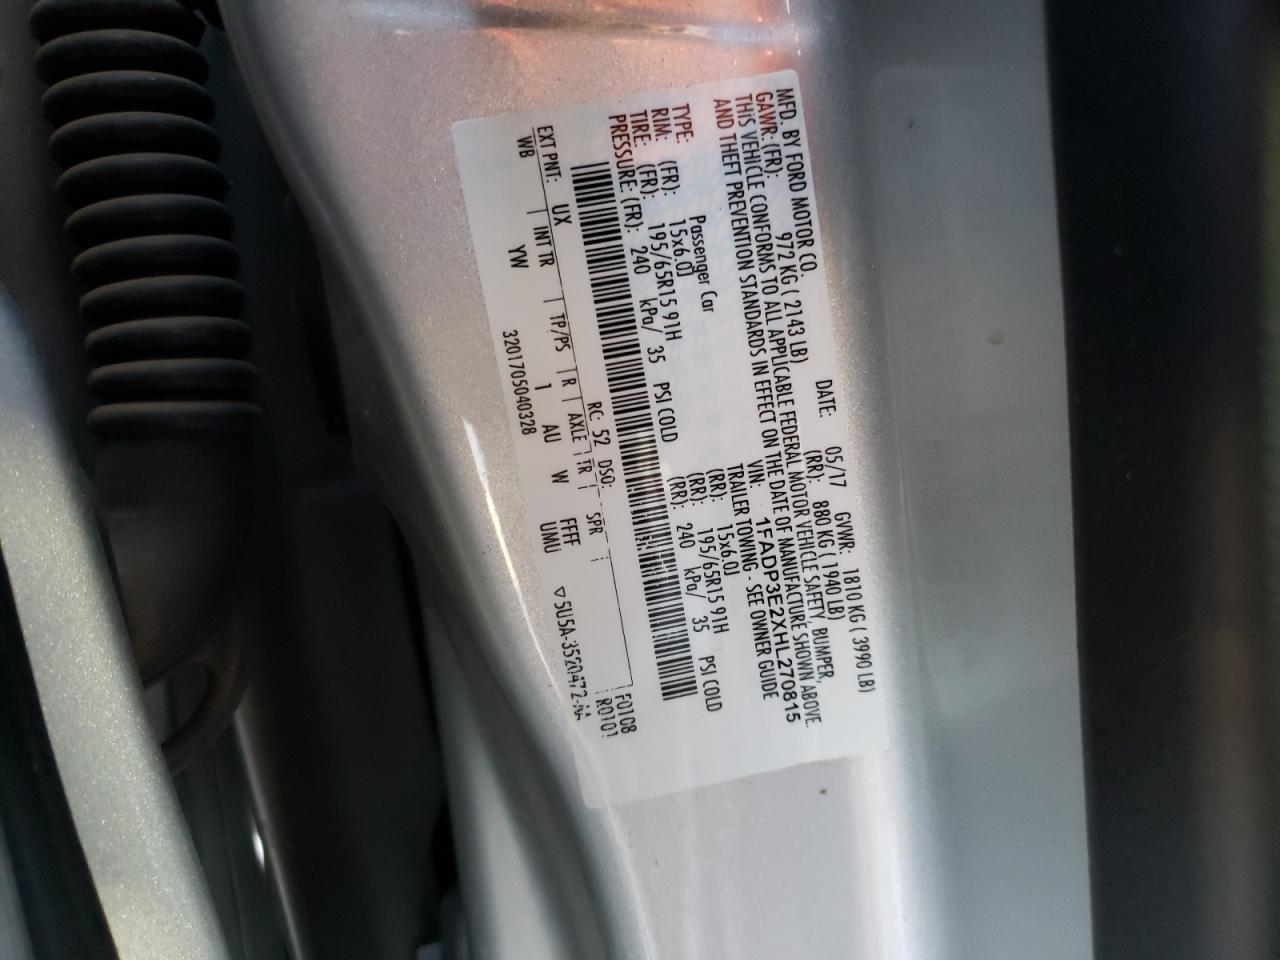 MFD. BY FORD MOTOR CO.
DATE: 05/17 GVWR: 1810 KG ( 3990 LB)
GAWR: (FR): 972 KG ( 2143 LB) (RR): 880 KG ( 1940 LB)
THIS VEHICLE CONFORMS TO ALL APPLICABLE FEDERAL MOTOR VEHICLE SAFETY, BUMPER,
AND THEFT PREVENTION STANDARDS IN EFFECT ON THE DATE OF MANUFACTURE SHOWN ABOVE.
VIN: 1FADP3E2XHL270815
TYPE: Passenger Car TRAILER TOWING - SEE OWNER GUIDE
RIM: (FR): 15x6.0J (RR): 15x6.0J
TIRE: (FR): 195/65R15 91H (RR): 195/65R15 91H
PRESSURE: (FR): 240 kPa/ 35 PSI COLD (RR): 240 kPa/ 35 PSI COLD
F0108
R0101
EXT PNT: UX RC: 52 DSO:
WB INT TR TP/PS R AXLE TR SPR
YW 1 AU W FFFF
UMU
3201705040328 ▽5U5A-3520472-AA